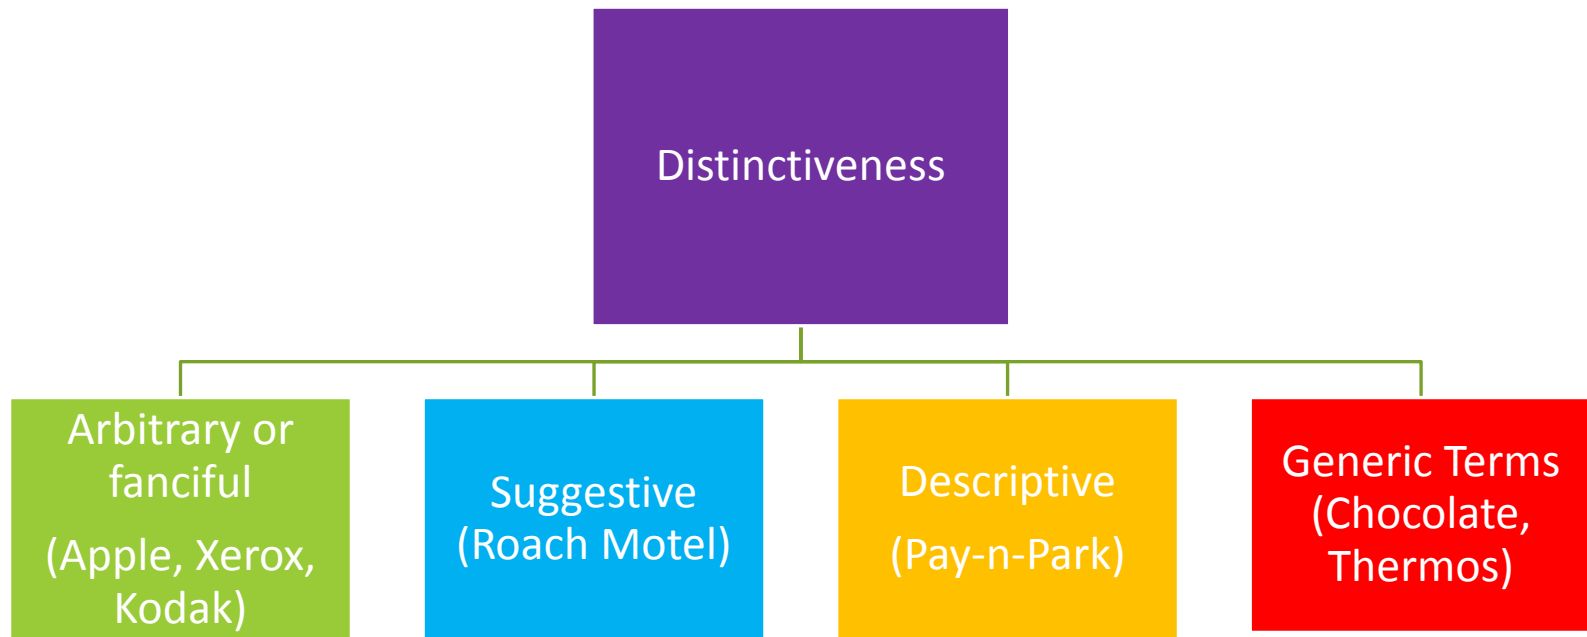 Distinctiveness
Arbitrary or
fanciful
(Apple, Xerox,
Kodak)
Suggestive
(Roach Motel)
Descriptive
(Pay-n-Park)
Generic Terms
(Chocolate,
Thermos)